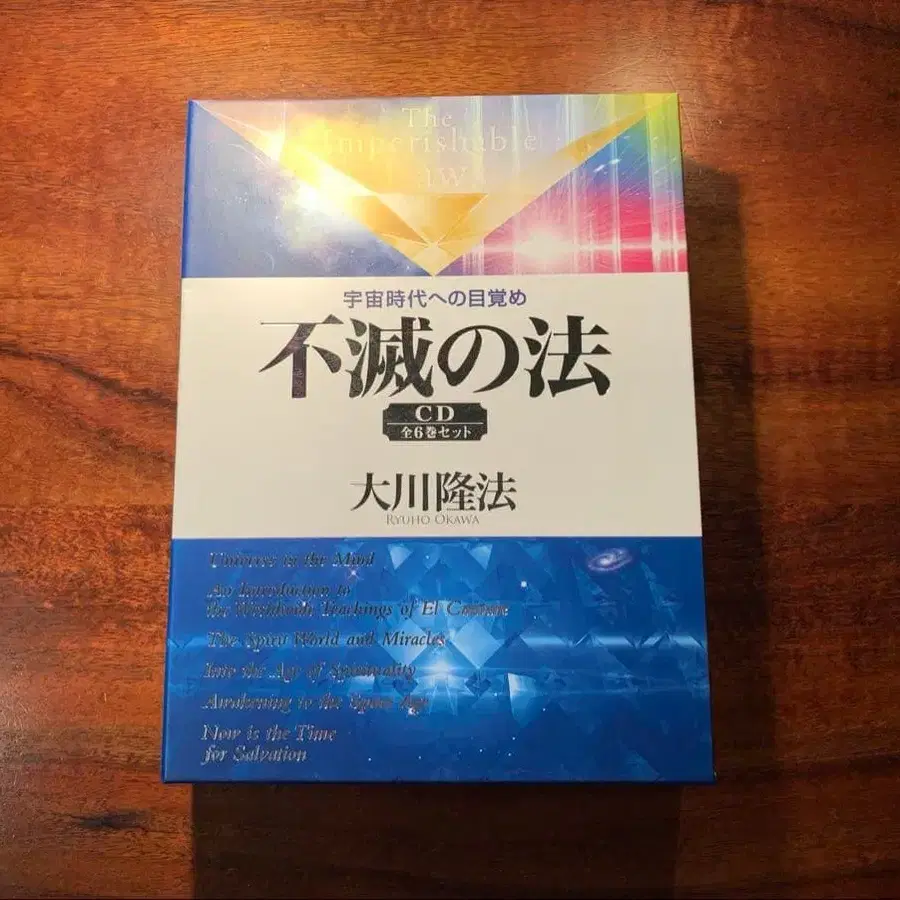 The
Imperishable
宇宙時代への目覚め
不滅の法
CD
全6巻セット
大川隆法
RYUHO OKAWA
Universe in the Mind
An Introduction to
the Teachings of El Cantare
The Spirit World and Miracles
Into the Age of Spirituality
Awakening to the Space Age
Now is the Time
for Salvation